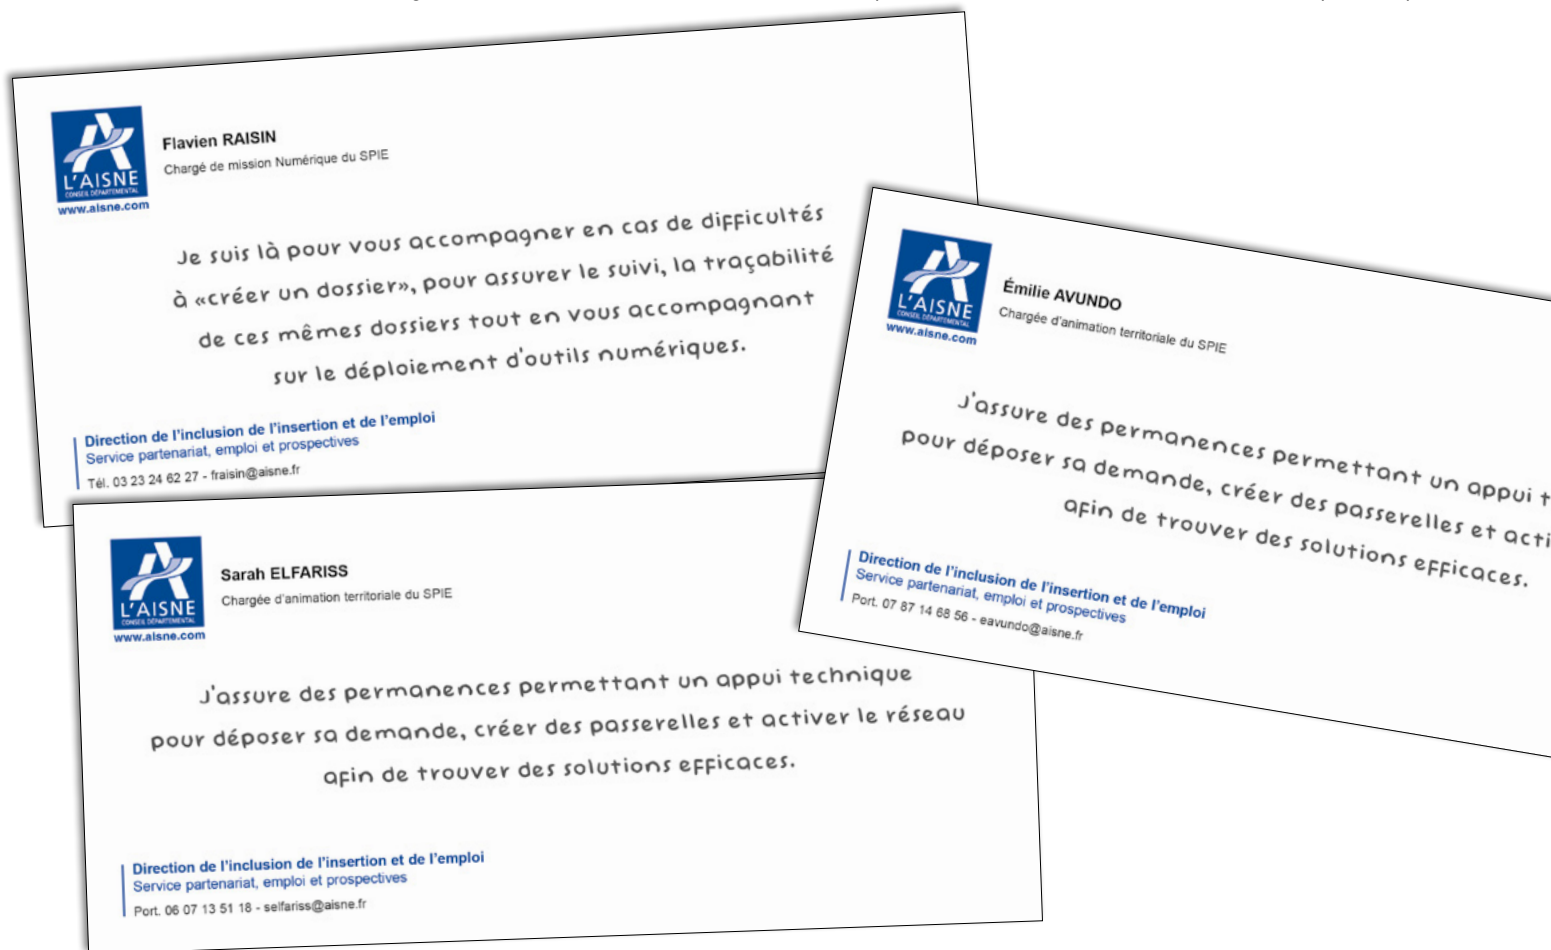 L'AISNE
CONSEIL DÉPARTEMENTAL
www.aisne.com
Flavien RAISIN
Chargé de mission Numérique du SPIE
Je suis là pour vous accompagner en cas de difficultés
à «créer un dossier», pour assurer le suivi, la traçabilité
de ces mêmes dossiers tout en vous accompagnant
sur le déploiement d'outils numériques.
Direction de l'inclusion de l'insertion et de l'emploi
Service partenariat, emploi et prospectives
Tél. 03 23 24 62 27 - fraisin@aisne.fr
L'AISNE
CONSEIL DÉPARTEMENTAL
www.aisne.com
Émilie AVUNDO
Chargée d'animation territoriale du SPIE
J'assure des permanences permettant un appui
pour déposer sa demande, créer des passerelles et
afin de trouver des solutions efficaces.
Direction de l'inclusion de l'insertion et de l'emploi
Service partenariat, emploi et prospectives
Port. 07 87 14 68 56 - eavundo@aisne.fr
L'AISNE
CONSEIL DÉPARTEMENTAL
www.aisne.com
Sarah ELFARISS
Chargée d'animation territoriale du SPIE
J'assure des permanences permettant un appui technique
pour déposer sa demande, créer des passerelles et activer le réseau
afin de trouver des solutions efficaces.
Direction de l'inclusion de l'insertion et de l'emploi
Service partenariat, emploi et prospectives
Port. 06 07 13 51 18 - selfariss@aisne.fr